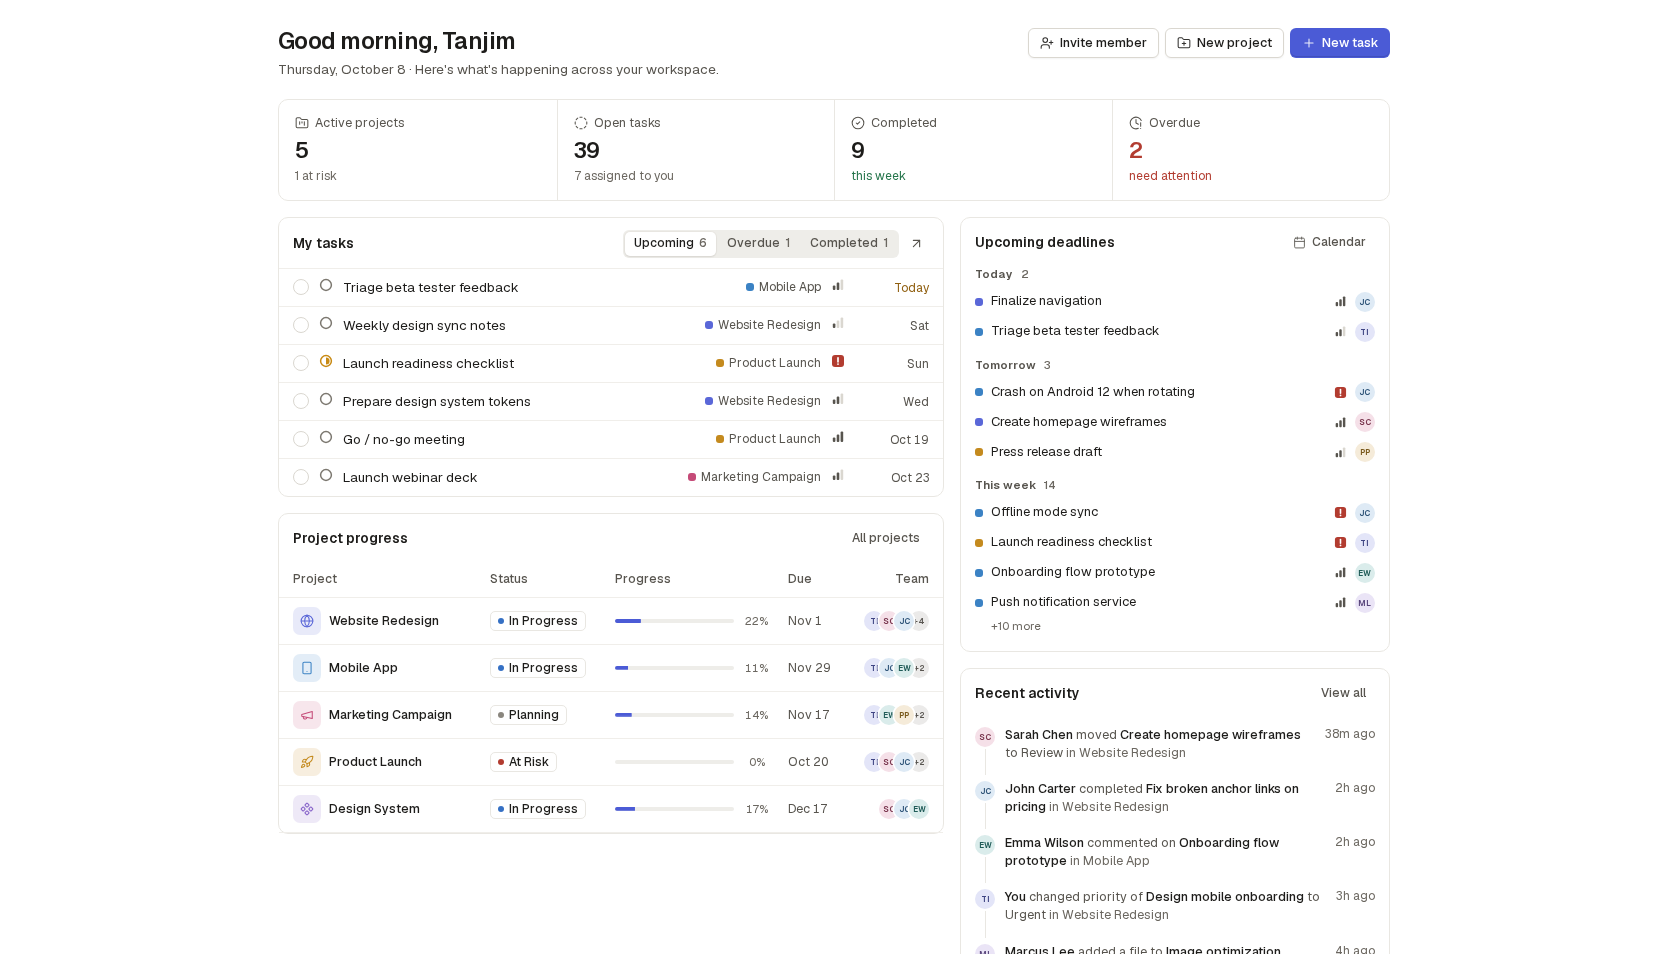 Good morning, Tanjim
Thursday, October 8 · Here's what's happening across your workspace.
Invite member
New project
New task
Active projects
5
1 at risk
Open tasks
39
7 assigned to you
Completed
9
this week
Overdue
2
need attention
My tasks
Upcoming 6
Overdue 1
Completed 1
Triage beta tester feedback Mobile App Today
Weekly design sync notes Website Redesign Sat
Launch readiness checklist Product Launch Sun
Prepare design system tokens Website Redesign Wed
Go / no-go meeting Product Launch Oct 19
Launch webinar deck Marketing Campaign Oct 23
Project progress
All projects
Project Status Progress Due Team
Website Redesign In Progress 22% Nov 1 JC +4
Mobile App In Progress 11% Nov 29 EW +2
Marketing Campaign Planning 14% Nov 17 PP +2
Product Launch At Risk 0% Oct 20 JC +2
Design System In Progress 17% Dec 17 EW
Upcoming deadlines
Calendar
Today 2
Finalize navigation JC
Triage beta tester feedback TI
Tomorrow 3
Crash on Android 12 when rotating JC
Create homepage wireframes SC
Press release draft PP
This week 14
Offline mode sync JC
Launch readiness checklist TI
Onboarding flow prototype EW
Push notification service ML
+10 more
Recent activity
View all
SC Sarah Chen moved Create homepage wireframes 38m ago
to Review in Website Redesign
JC John Carter completed Fix broken anchor links on 2h ago
pricing in Website Redesign
EW Emma Wilson commented on Onboarding flow 2h ago
prototype in Mobile App
TI You changed priority of Design mobile onboarding to 3h ago
Urgent in Website Redesign
ML Marcus Lee added a file to Image optimization 4h ago